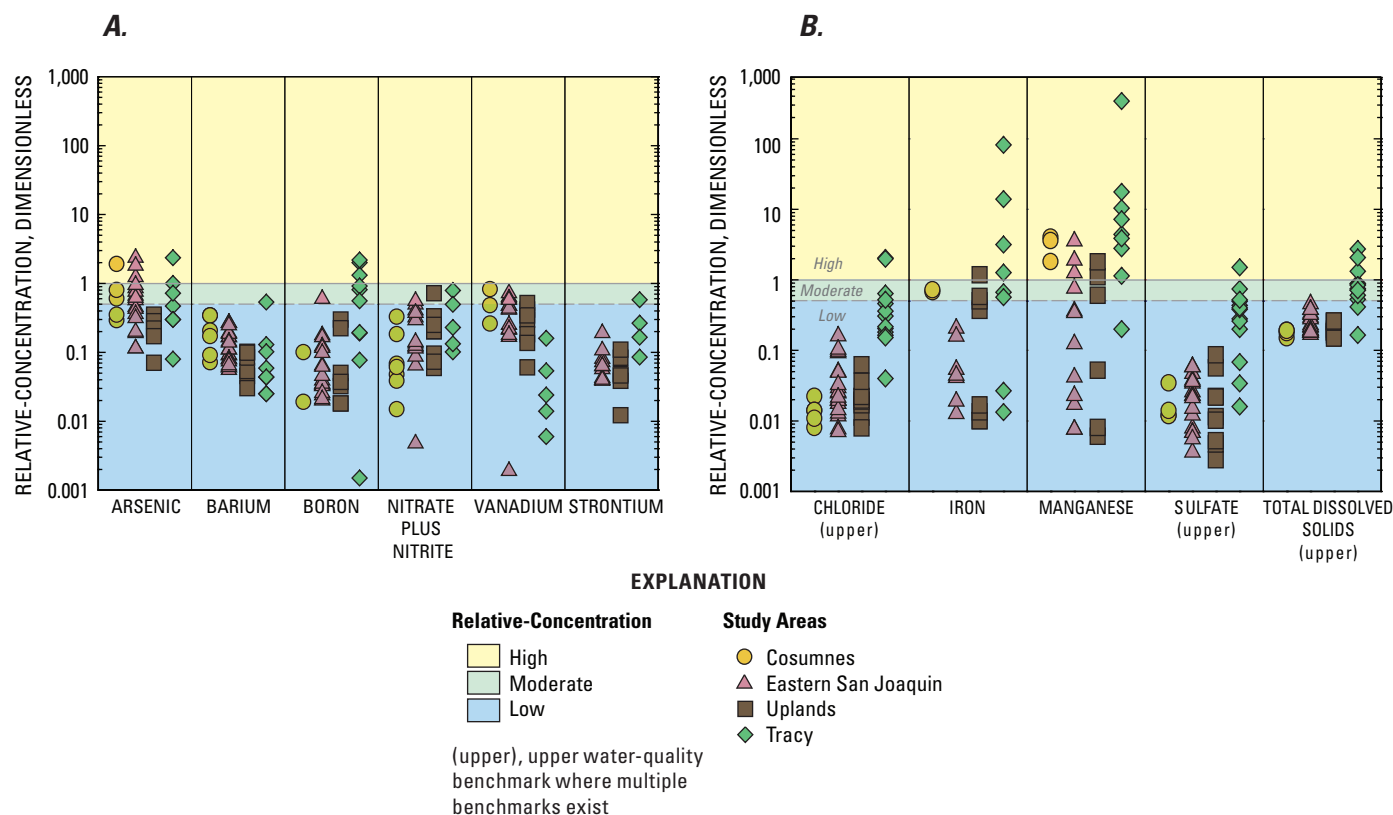 A.
RELATIVE-CONCENTRATION, DIMENSIONLESS
1,000
100
10
1
0.1
0.01
0.001
ARSENIC
BARIUM
BORON
NITRATE
PLUS
NITRITE
VANADIUM
STRONTIUM
B.
RELATIVE-CONCENTRATION, DIMENSIONLESS
1,000
100
10
1
0.1
0.01
0.001
High
Moderate
Low
CHLORIDE
(upper)
IRON
MANGANESE
SULFATE
(upper)
TOTAL DISSOLVED
SOLIDS
(upper)
EXPLANATION
Relative-Concentration
High
Moderate
Low
(upper), upper water-quality
benchmark where multiple
benchmarks exist
Study Areas
Cosumnes
Eastern San Joaquin
Uplands
Tracy